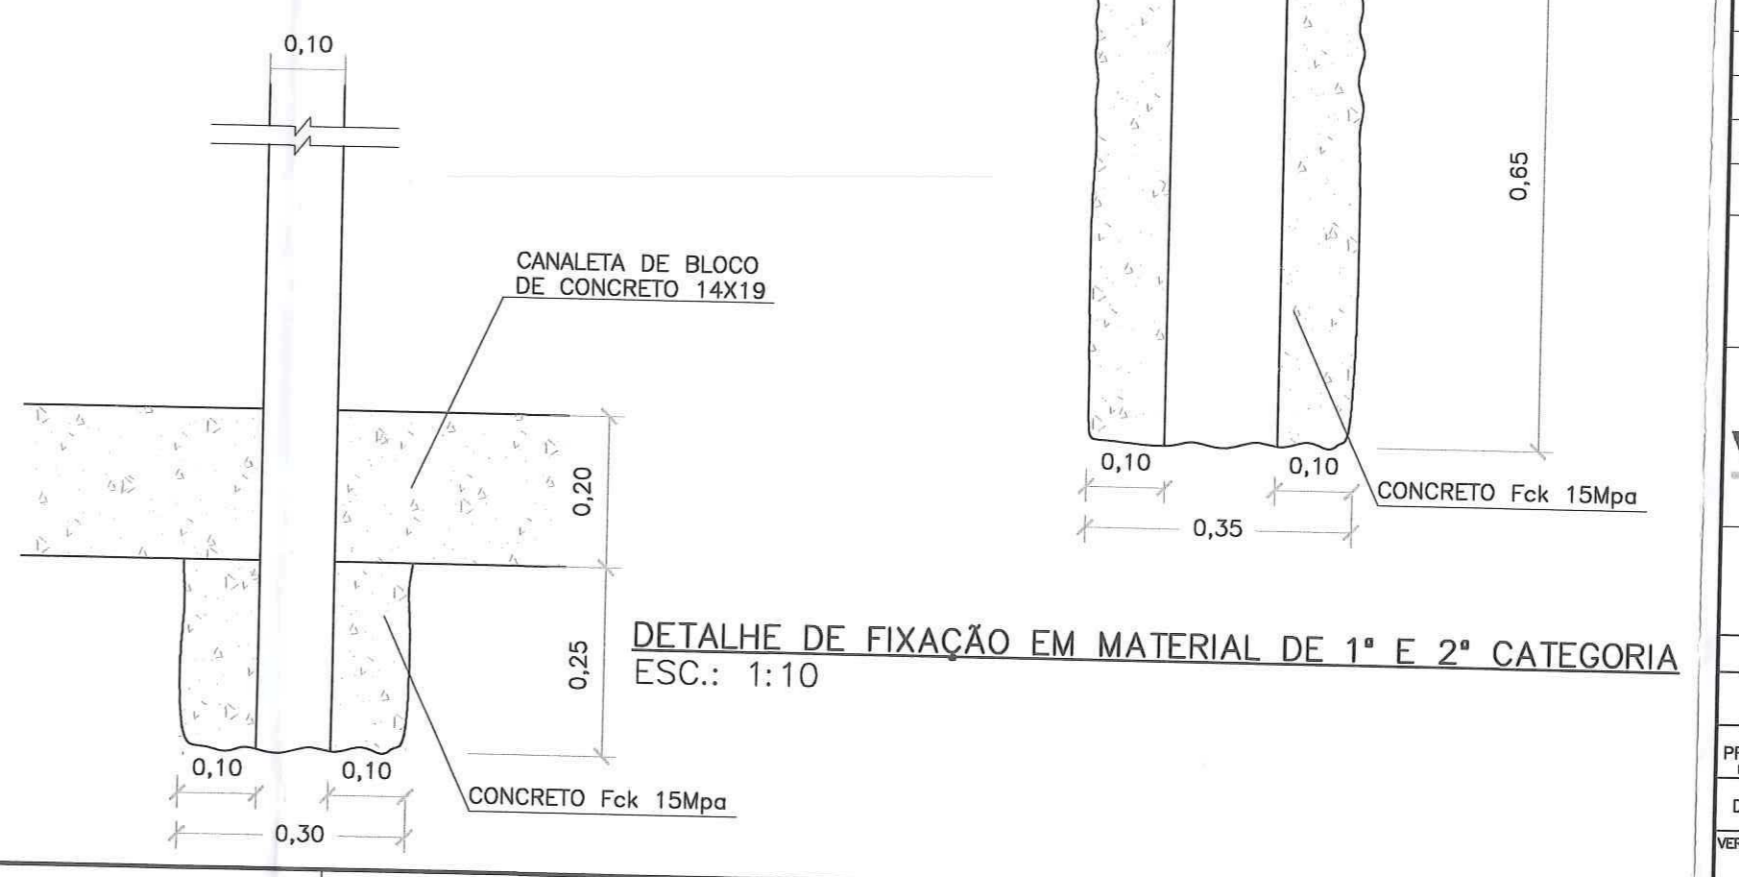 0,10
CANALETA DE BLOCO
DE CONCRETO 14X19
0,20
0,25
0,10 0,10
CONCRETO Fck 15Mpa
0,30
0,65
0,10 0,10
CONCRETO Fck 15Mpa
0,35
DETALHE DE FIXAÇÃO EM MATERIAL DE 1ª E 2ª CATEGORIA
ESC.: 1:10
VER